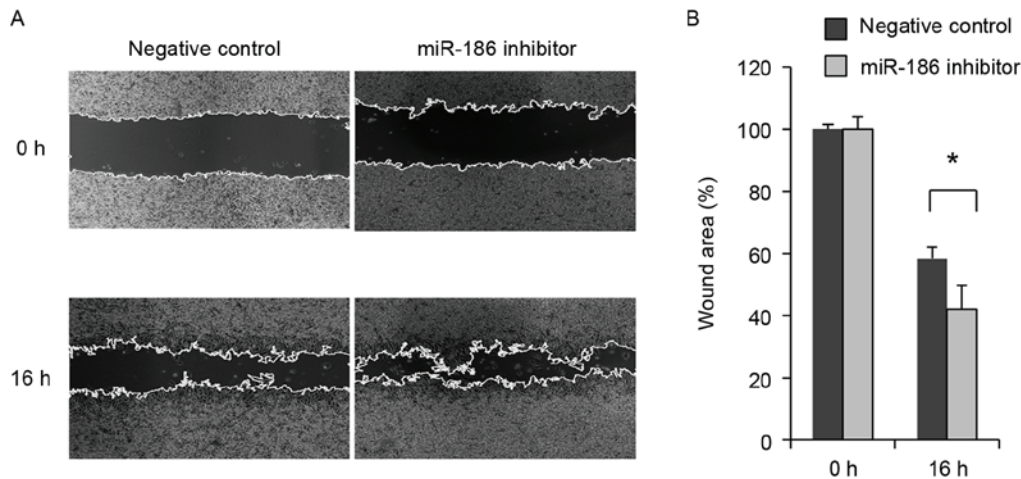 A
Negative control
miR-186 inhibitor
0 h
16 h
B
Negative control
miR-186 inhibitor
Wound area (%)
120
100
80
60
40
20
0
*
0 h
16 h